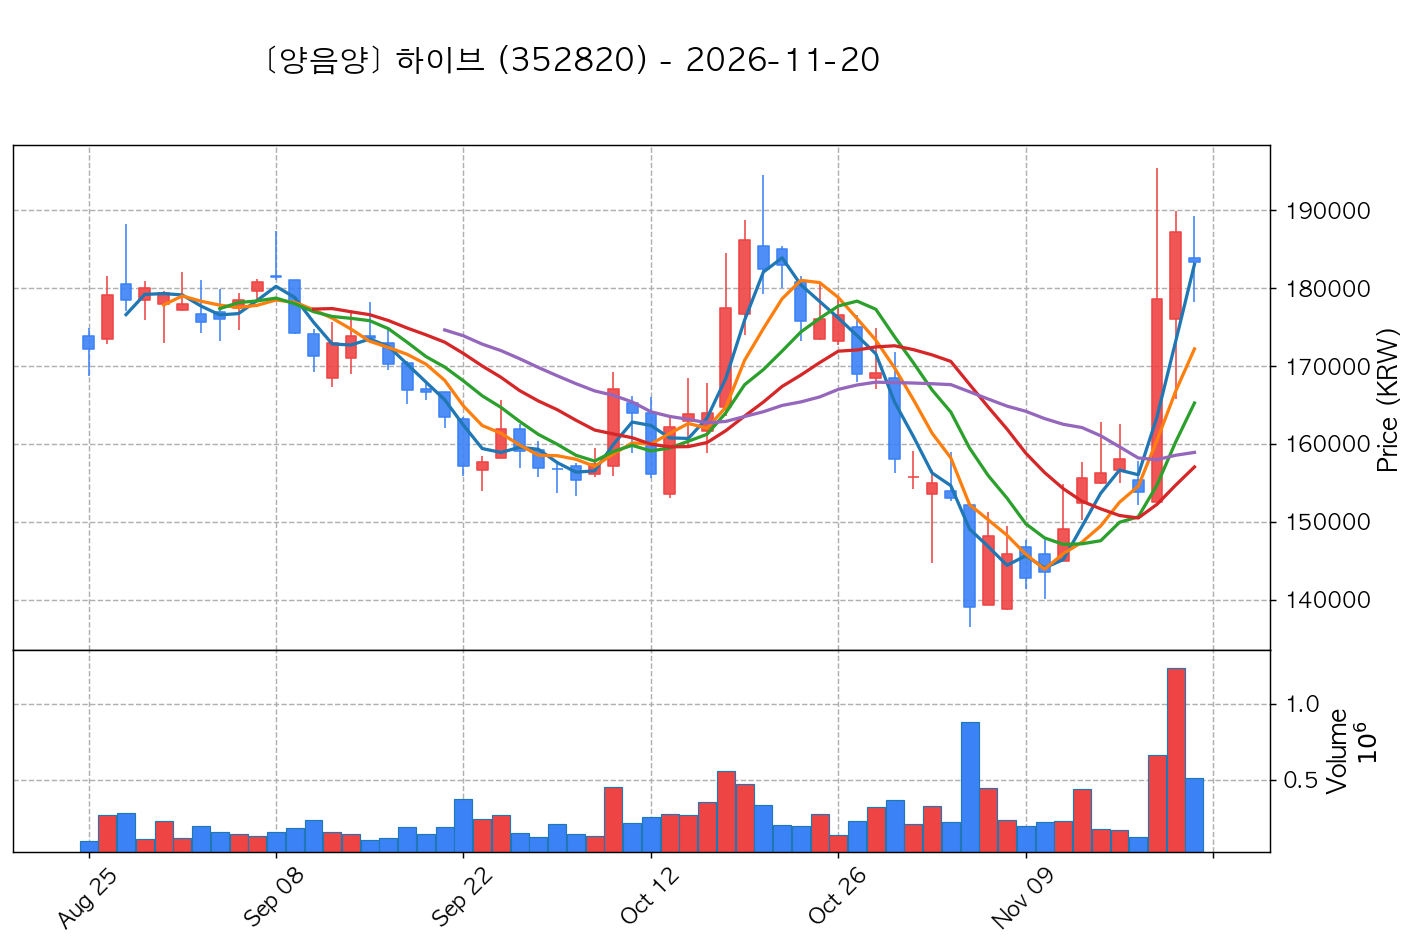 〔양음양〕 하이브 (352820) - 2026-11-20
190000
180000
170000
160000
150000
140000
Price (KRW)
1.0
0.5
Volume
10⁶
Aug 25
Sep 08
Sep 22
Oct 12
Oct 26
Nov 09